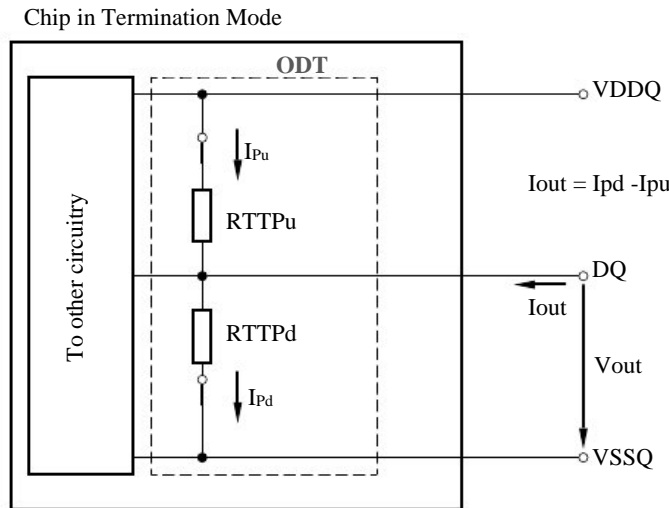 Chip in Termination Mode
ODT
VDDQ
IPu
Iout = Ipd -Ipu
RTTPu
To other circuitry
DQ
Iout
RTTPd
Vout
IPd
VSSQ